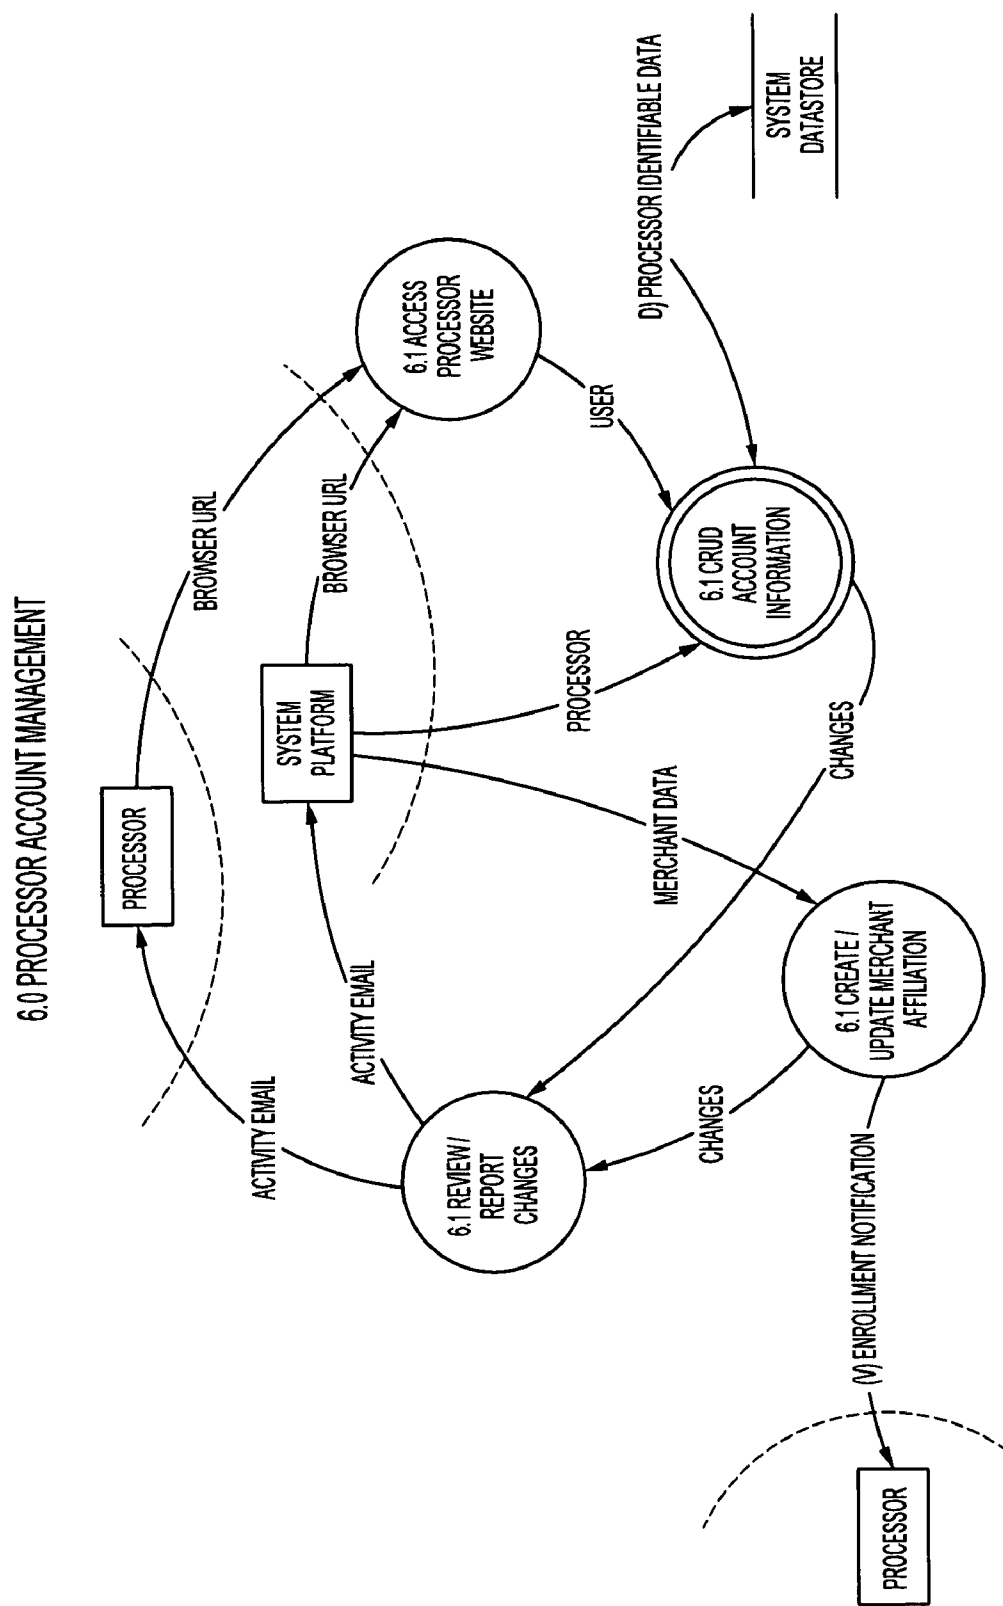 6.0 PROCESSOR ACCOUNT MANAGEMENT
PROCESSOR
ACTIVITY EMAIL
BROWSER URL
SYSTEM
PLATFORM
ACTIVITY EMAIL
BROWSER URL
6.1 ACCESS
PROCESSOR
WEBSITE
6.1 REVIEW /
REPORT
CHANGES
PROCESSOR
USER
MERCHANT DATA
D) PROCESSOR IDENTIFIABLE DATA
CHANGES
6.1 CRUD
ACCOUNT
INFORMATION
SYSTEM
DATASTORE
CHANGES
6.1 CREATE /
UPDATE MERCHANT
AFFILIATION
(V) ENROLLMENT NOTIFICATION
PROCESSOR